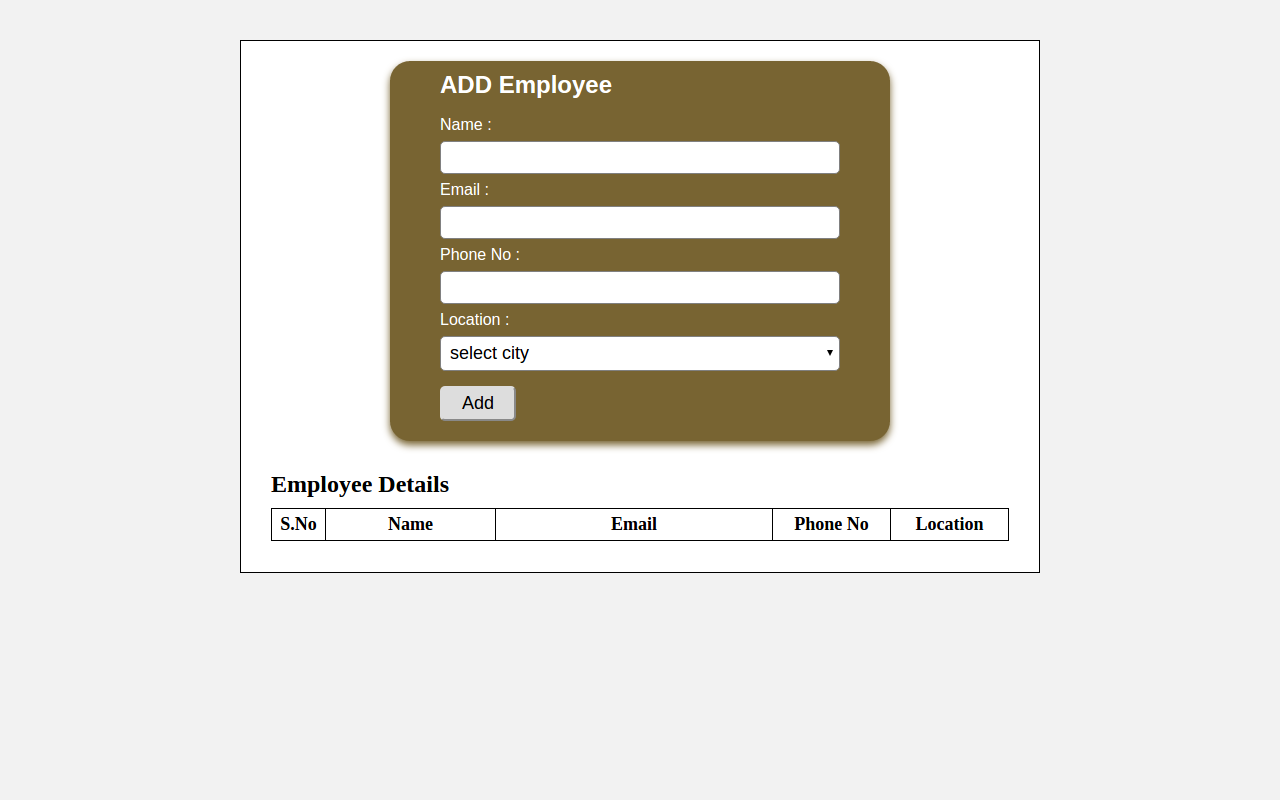 ADD Employee
Name :
Email :
Phone No :
Location :
select city
Add
Employee Details
S.No Name Email Phone No Location